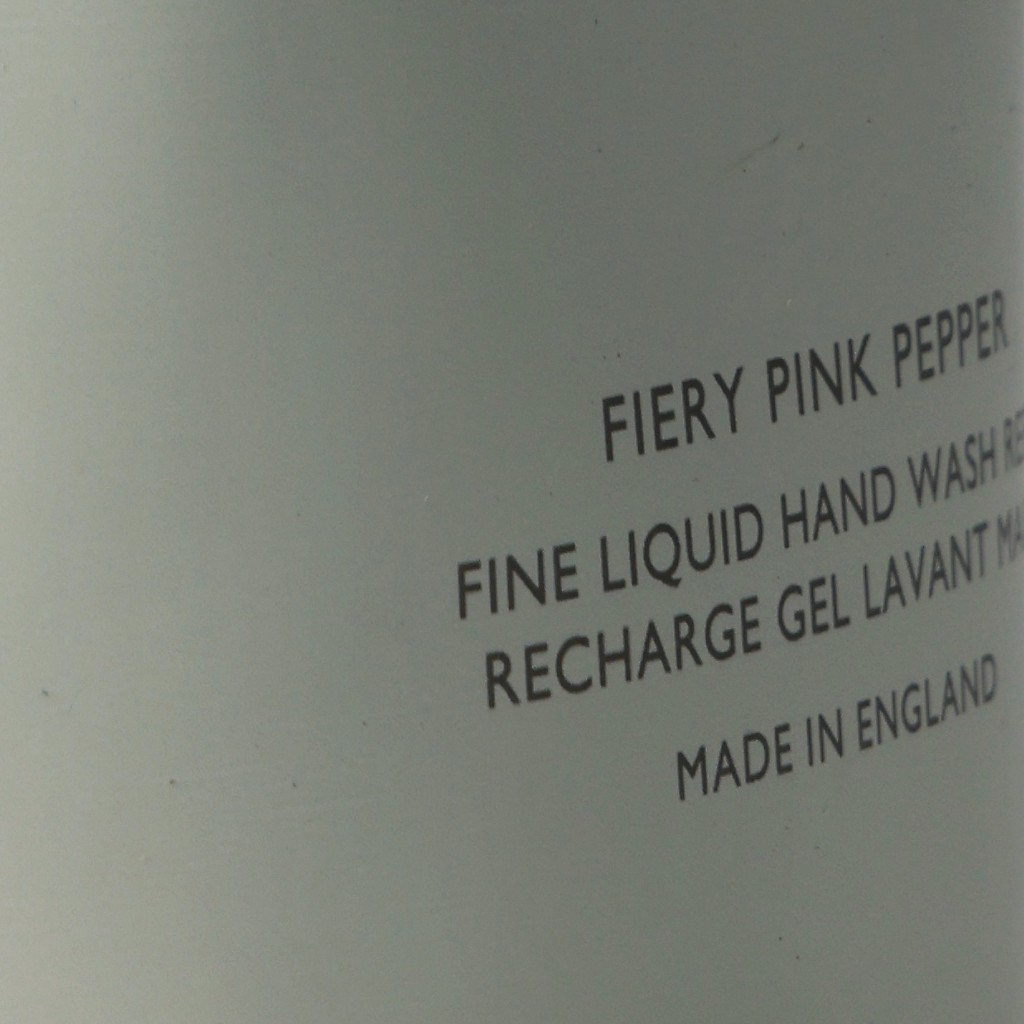 FIERY PINK PEPPER
FINE LIQUID HAND WASH
RECHARGE GEL LAVANT
MADE IN ENGLAND